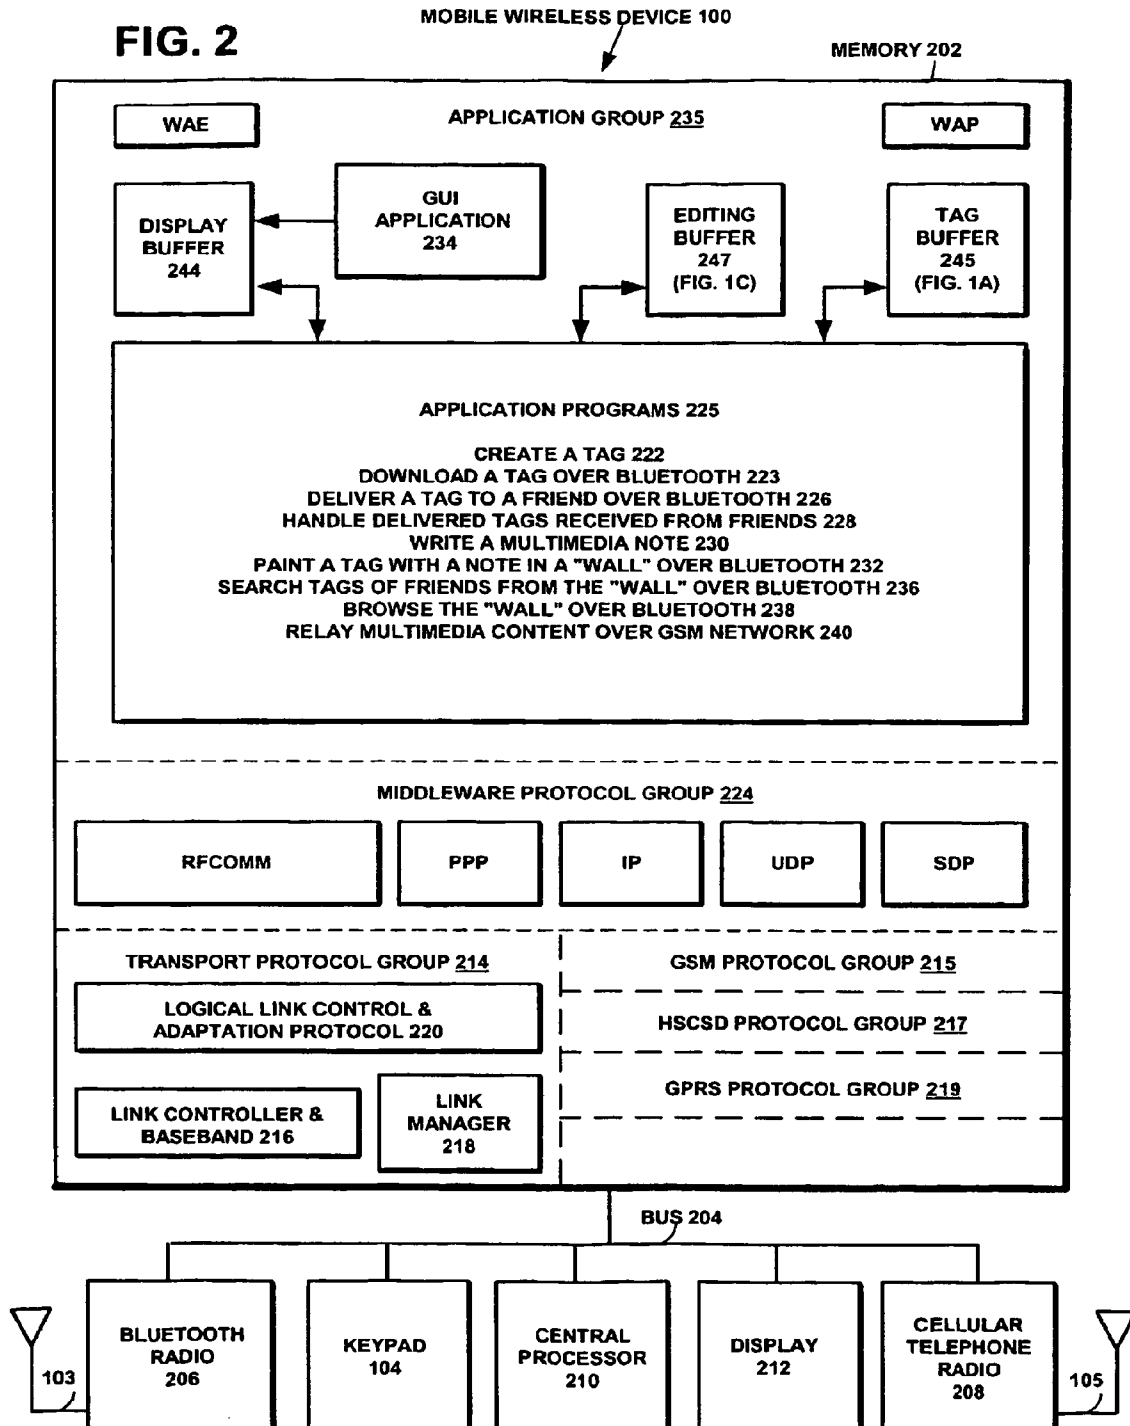 FIG. 2
MOBILE WIRELESS DEVICE 100
MEMORY 202
APPLICATION GROUP 235
WAE
WAP
DISPLAY
BUFFER
244
GUI
APPLICATION
234
EDITING
BUFFER
247
(FIG. 1C)
TAG
BUFFER
245
(FIG. 1A)
APPLICATION PROGRAMS 225
CREATE A TAG 222
DOWNLOAD A TAG OVER BLUETOOTH 223
DELIVER A TAG TO A FRIEND OVER BLUETOOTH 226
HANDLE DELIVERED TAGS RECEIVED FROM FRIENDS 228
WRITE A MULTIMEDIA NOTE 230
PAINT A TAG WITH A NOTE IN A "WALL" OVER BLUETOOTH 232
SEARCH TAGS OF FRIENDS FROM THE "WALL" OVER BLUETOOTH 236
BROWSE THE "WALL" OVER BLUETOOTH 238
RELAY MULTIMEDIA CONTENT OVER GSM NETWORK 240
MIDDLEWARE PROTOCOL GROUP 224
RFCOMM
PPP
IP
UDP
SDP
TRANSPORT PROTOCOL GROUP 214
LOGICAL LINK CONTROL &
ADAPTATION PROTOCOL 220
LINK CONTROLLER &
BASEBAND 216
LINK
MANAGER
218
GSM PROTOCOL GROUP 215
HSCSD PROTOCOL GROUP 217
GPRS PROTOCOL GROUP 219
BUS 204
103
BLUETOOTH
RADIO
206
KEYPAD
104
CENTRAL
PROCESSOR
210
DISPLAY
212
CELLULAR
TELEPHONE
RADIO
208
105